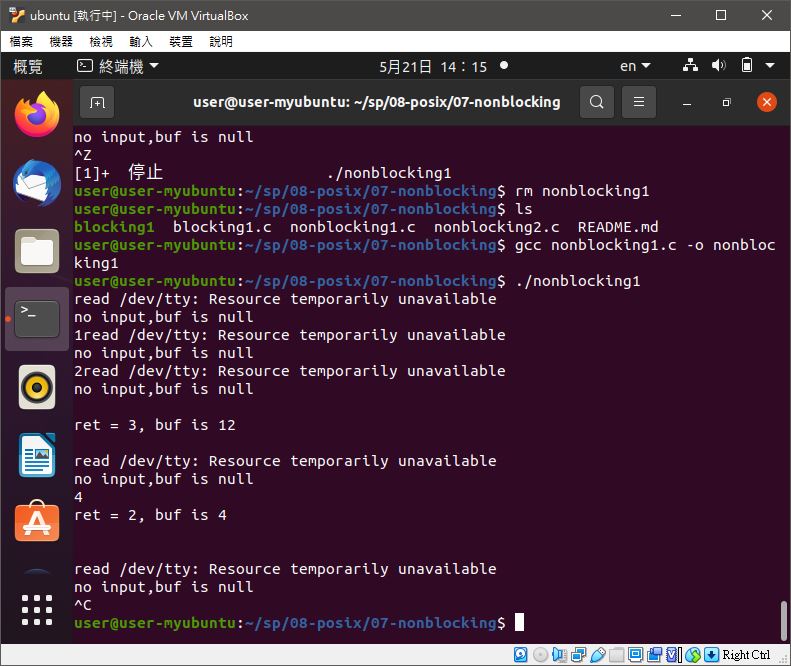 ubuntu [執行中] - Oracle VM VirtualBox
檔案 機器 檢視 輸入 裝置 說明
概覽 終端機 5月21日 14：15 en
user@user-myubuntu: ~/sp/08-posix/07-nonblocking
no input,buf is null
^Z
[1]+  停止                  ./nonblocking1
user@user-myubuntu:~/sp/08-posix/07-nonblocking$ rm nonblocking1
user@user-myubuntu:~/sp/08-posix/07-nonblocking$ ls
blocking1  blocking1.c  nonblocking1.c  nonblocking2.c  README.md
user@user-myubuntu:~/sp/08-posix/07-nonblocking$ gcc nonblocking1.c -o nonbloc
king1
user@user-myubuntu:~/sp/08-posix/07-nonblocking$ ./nonblocking1
read /dev/tty: Resource temporarily unavailable
no input,buf is null
1read /dev/tty: Resource temporarily unavailable
no input,buf is null
2read /dev/tty: Resource temporarily unavailable
no input,buf is null
ret = 3, buf is 12
read /dev/tty: Resource temporarily unavailable
no input,buf is null
4
ret = 2, buf is 4
read /dev/tty: Resource temporarily unavailable
no input,buf is null
^C
user@user-myubuntu:~/sp/08-posix/07-nonblocking$
Right Ctrl